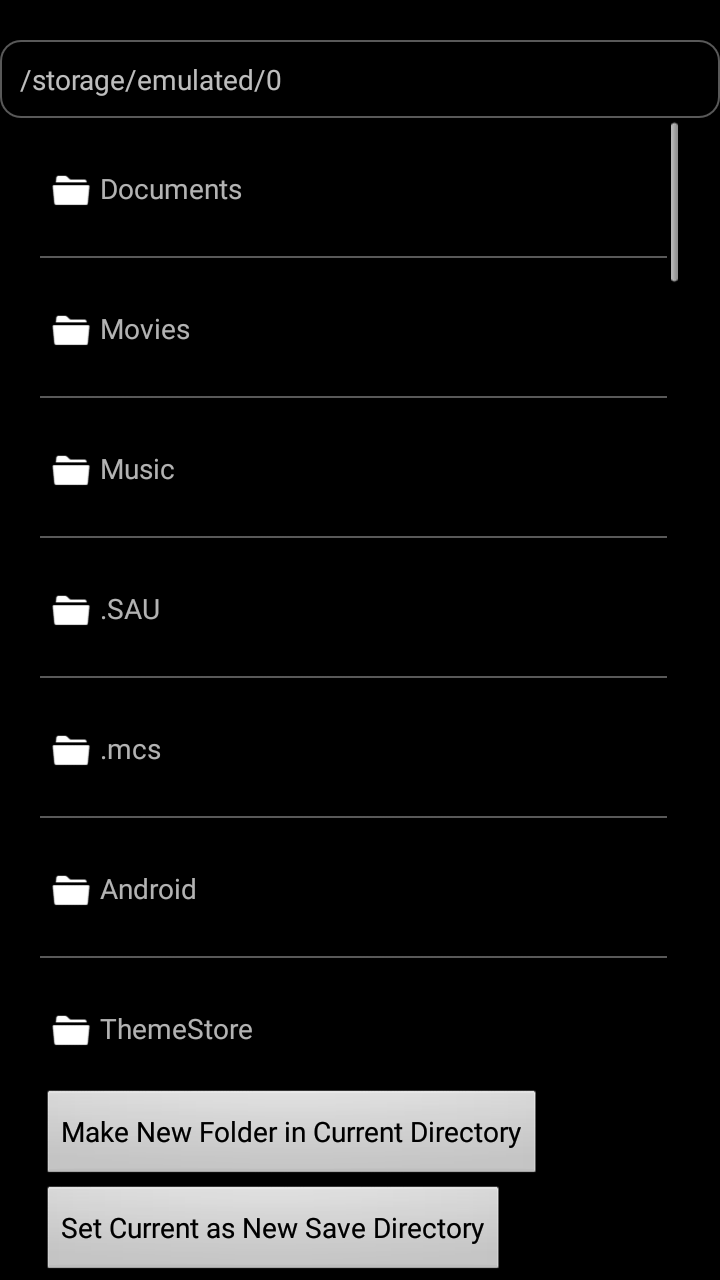 /storage/emulated/0
Documents
Movies
Music
.SAU
.mcs
Android
ThemeStore
Make New Folder in Current Directory
Set Current as New Save Directory